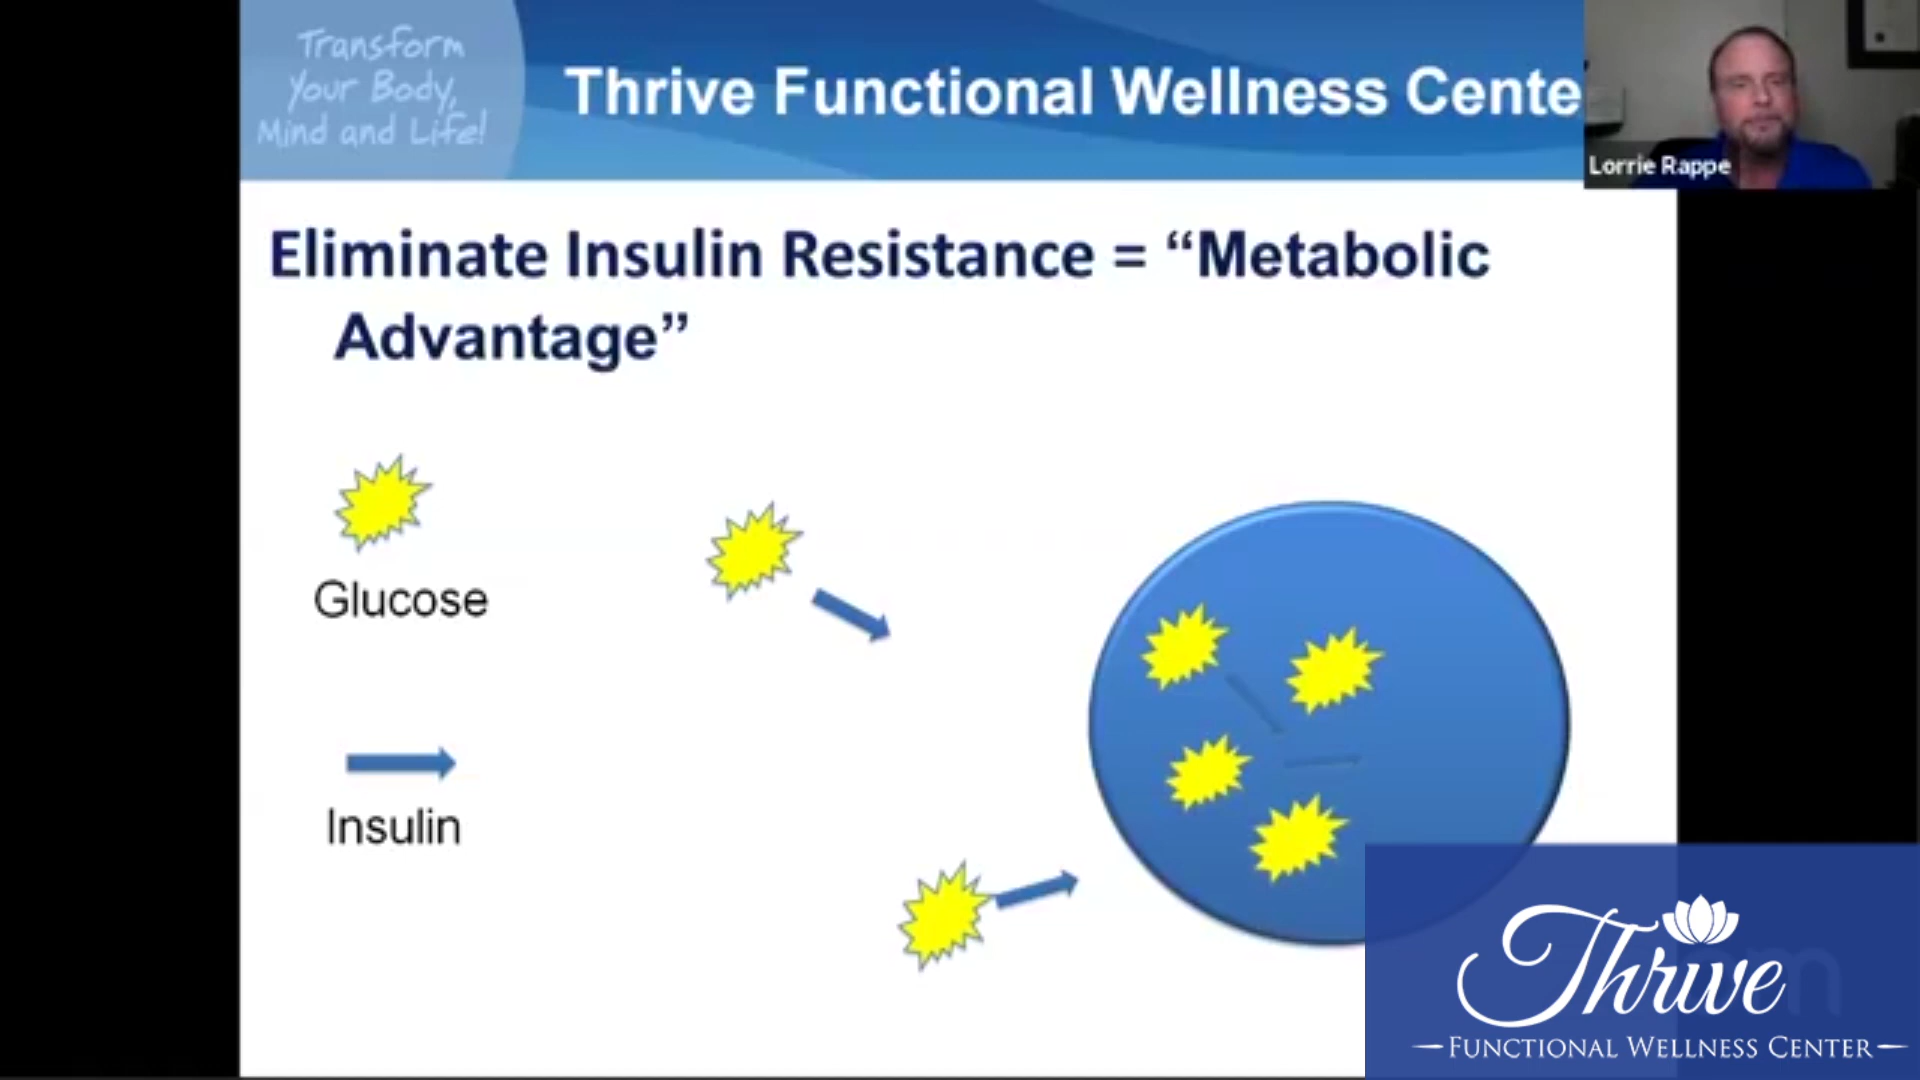 Transform
Your Body,
Mind and Life!
Thrive Functional Wellness Cente
Lorrie Rappe
Eliminate Insulin Resistance = “Metabolic
Advantage”
Glucose
Insulin
Thrive
FUNCTIONAL WELLNESS CENTER